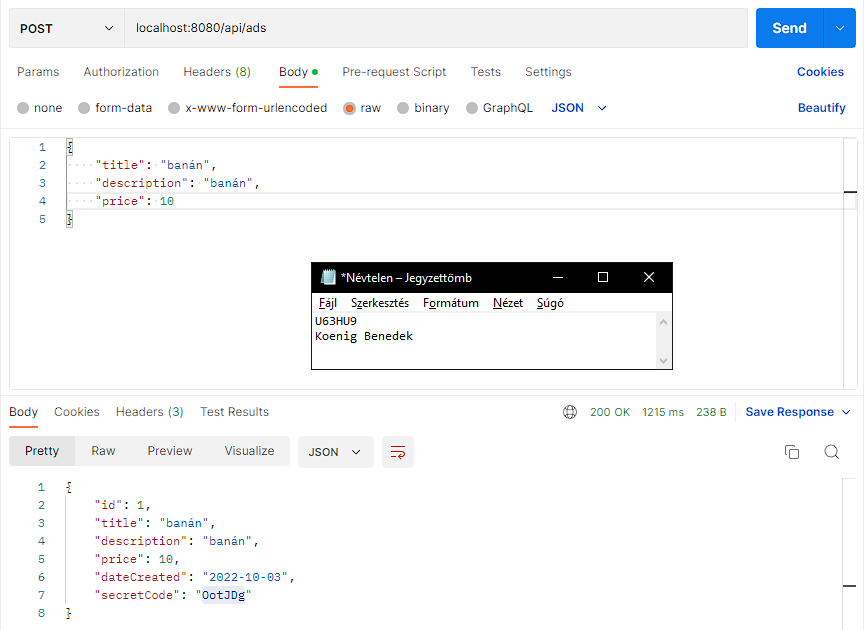 POST localhost:8080/api/ads Send
Params Authorization Headers (8) Body Pre-request Script Tests Settings Cookies
none form-data x-www-form-urlencoded raw binary GraphQL JSON Beautify
1 {
2 "title": "banán",
3 "description": "banán",
4 "price": 10
5 }
*Névtelen – Jegyzettömb
Fájl Szerkesztés Formátum Nézet Súgó
U63HU9
Koenig Benedek
Body Cookies Headers (3) Test Results 200 OK 1215 ms 238 B Save Response
Pretty Raw Preview Visualize JSON
1 {
2 "id": 1,
3 "title": "banán",
4 "description": "banán",
5 "price": 10,
6 "dateCreated": "2022-10-03",
7 "secretCode": "OotJDg"
8 }